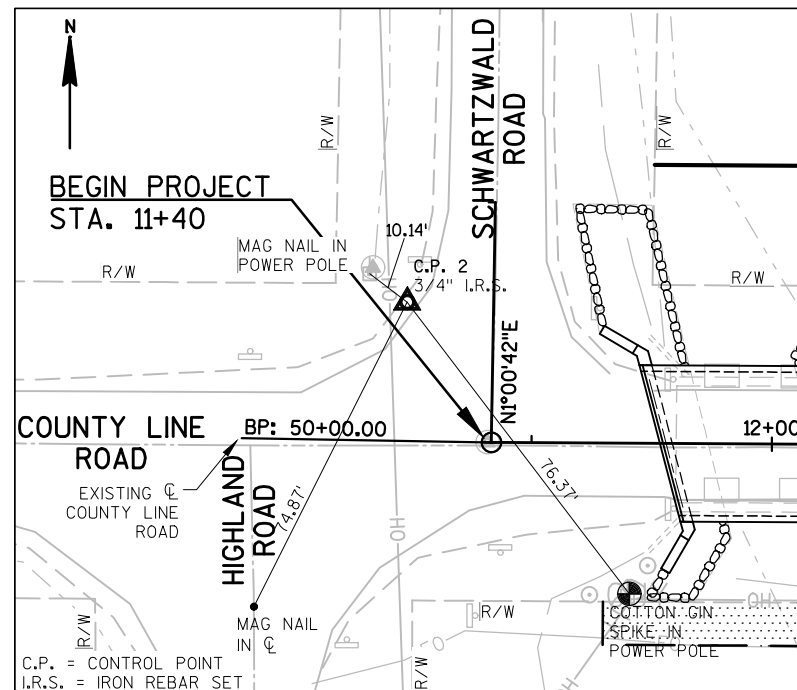 N
SCHWARTZWALD
ROAD
R/W
R/W
BEGIN PROJECT
STA. 11+40
MAG NAIL IN
POWER POLE
10.14'
C.P. 2
3/4" I.R.S.
R/W
R/W
OH
N1°00'42"E
COUNTY LINE
ROAD
BP: 50+00.00
12+00
EXISTING ℄
COUNTY LINE
ROAD
HIGHLAND
ROAD
74.87'
76.37'
OH
MAG NAIL
IN ℄
R/W
R/W
R/W
OH
OH
COTTON GIN
SPIKE IN
POWER POLE
C.P. = CONTROL POINT
I.R.S. = IRON REBAR SET